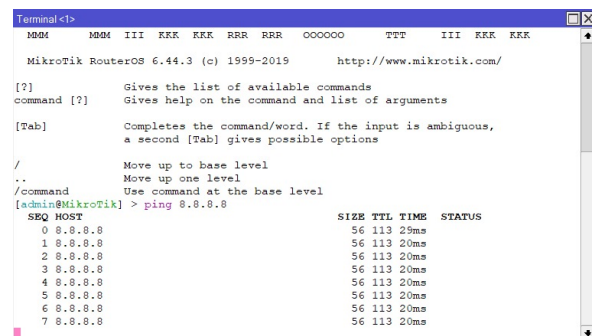 Terminal <1>
MMM MMM III KKK KKK RRR RRR OOOOOO TTT III KKK KKK
MikroTik RouterOS 6.44.3 (c) 1999-2019 http://www.mikrotik.com/
[?] Gives the list of available commands
command [?] Gives help on the command and list of arguments
[Tab] Completes the command/word. If the input is ambiguous,
a second [Tab] gives possible options
/ Move up to base level
.. Move up one level
/command Use command at the base level
[admin@MikroTik] > ping 8.8.8.8
SEQ HOST SIZE TTL TIME STATUS
0 8.8.8.8 56 113 29ms
1 8.8.8.8 56 113 20ms
2 8.8.8.8 56 113 20ms
3 8.8.8.8 56 113 20ms
4 8.8.8.8 56 113 20ms
5 8.8.8.8 56 113 20ms
6 8.8.8.8 56 113 20ms
7 8.8.8.8 56 113 20ms